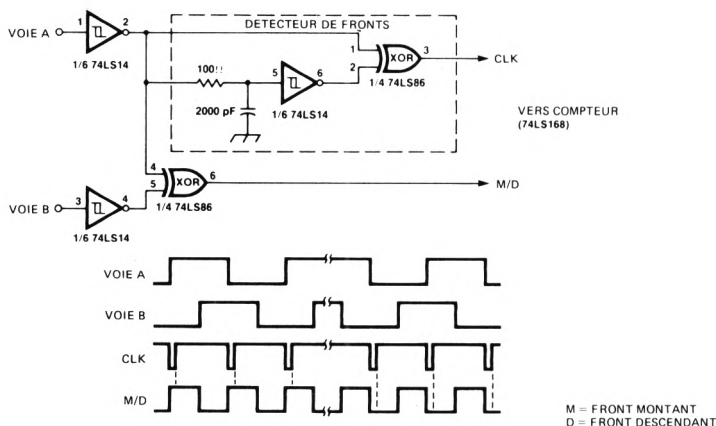 DETECTEUR DE FRONTS
VOIE A
1
2
1/6 74LS14
100Ω
5
6
2000 pF
1/6 74LS14
1
2
XOR
3
1/4 74LS86
CLK
VERS COMPTEUR
(74LS168)
4
5
XOR
6
1/4 74LS86
M/D
VOIE B
3
4
1/6 74LS14
VOIE A
VOIE B
CLK
M/D
M = FRONT MONTANT
D = FRONT DESCENDANT